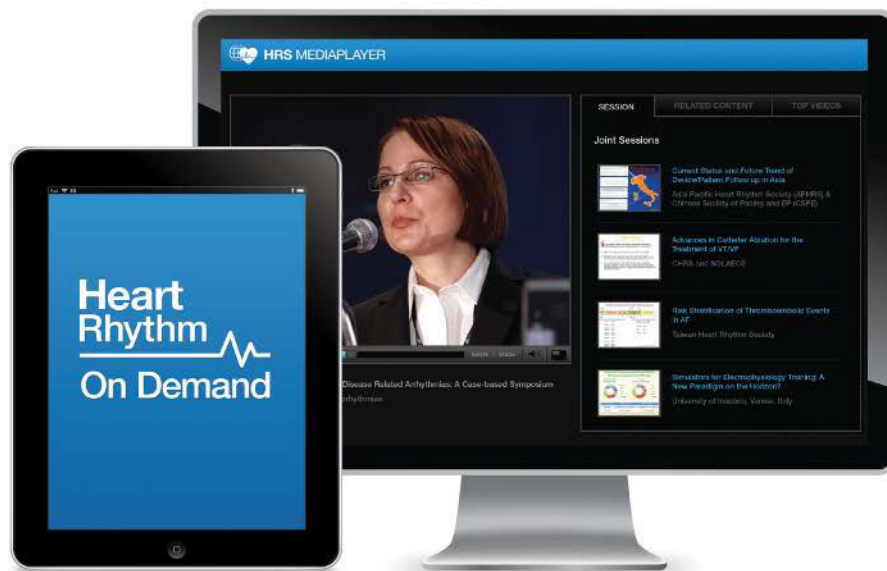 HRS MEDIAPLAYER
SESSION
RELATED CONTENT
TOP VIDEOS
Joint Sessions
Current Status and Future Trend of
Device/Patient Follow up in Asia
Asia Pacific Heart Rhythm Society (APHRS) &
Chinese Society of Pacing and EP (CSPE)
Advances in Catheter Ablation for the
Treatment of VT/VF
CHRS and SOLAECE
Risk Stratification of Thromboembolic Events
in AF
Taiwan Heart Rhythm Society
Simulators for Electrophysiology Training: A
New Paradigm on the Horizon?
University of Insubria, Varese, Italy
Disease Related Arrhythmias: A Case-based Symposium
Heart
Rhythm
On Demand